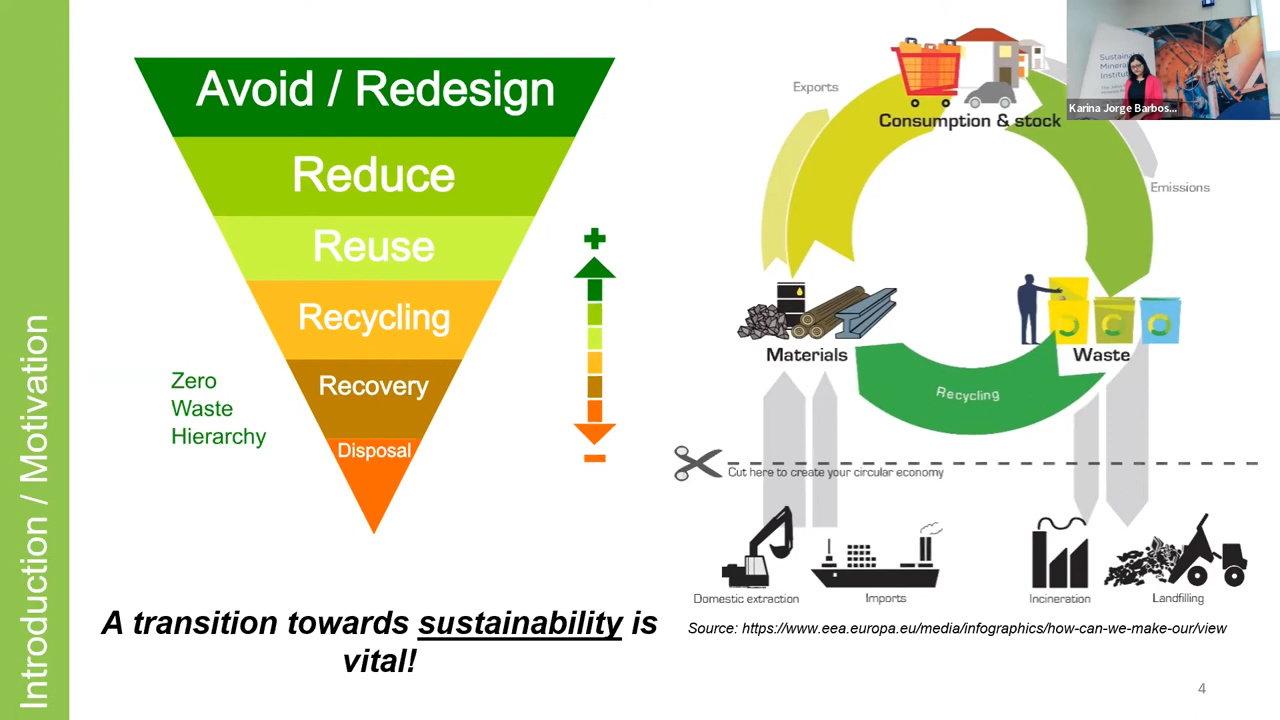 Introduction / Motivation
Avoid / Redesign
Reduce
Reuse
Recycling
Recovery
Disposal
Zero
Waste
Hierarchy
A transition towards sustainability is
vital!
Exports
Consumption & stock
Emissions
Materials
Waste
Recycling
Cut here to create your circular economy
Domestic extraction
Imports
Incineration
Landfilling
Source: https://www.eea.europa.eu/media/infographics/how-can-we-make-our/view
4
Minerals
Institute
Karina Jorge Barbos...